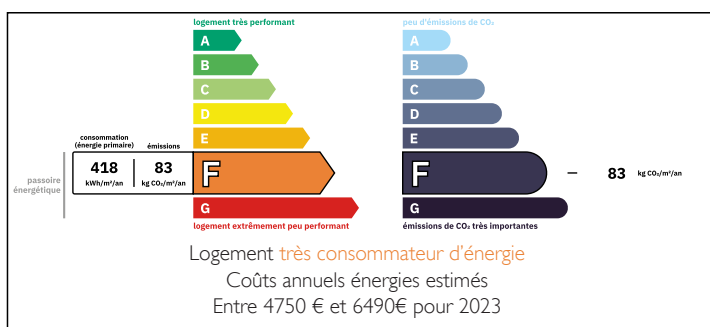 logement très performant
A
B
C
D
E
consommation
(énergie primaire)
émissions
passoire
énergétique
418
kWh/m²/an
83
kg CO₂/m²/an
F
G
logement extrêmement peu performant
peu d'émissions de CO₂
A
B
C
D
E
F
83 kg CO₂/m²/an
G
émissions de CO₂ très importantes
Logement très consommateur d'énergie
Coûts annuels énergies estimés
Entre 4750 € et 6490€ pour 2023